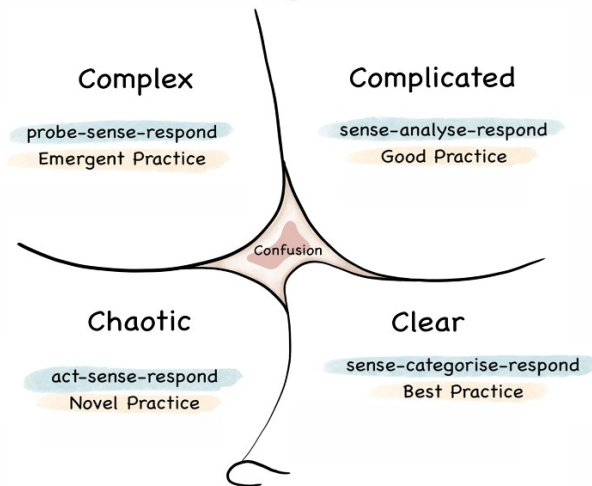 Complex
probe-sense-respond
Emergent Practice
Complicated
sense-analyse-respond
Good Practice
Confusion
Chaotic
act-sense-respond
Novel Practice
Clear
sense-categorise-respond
Best Practice